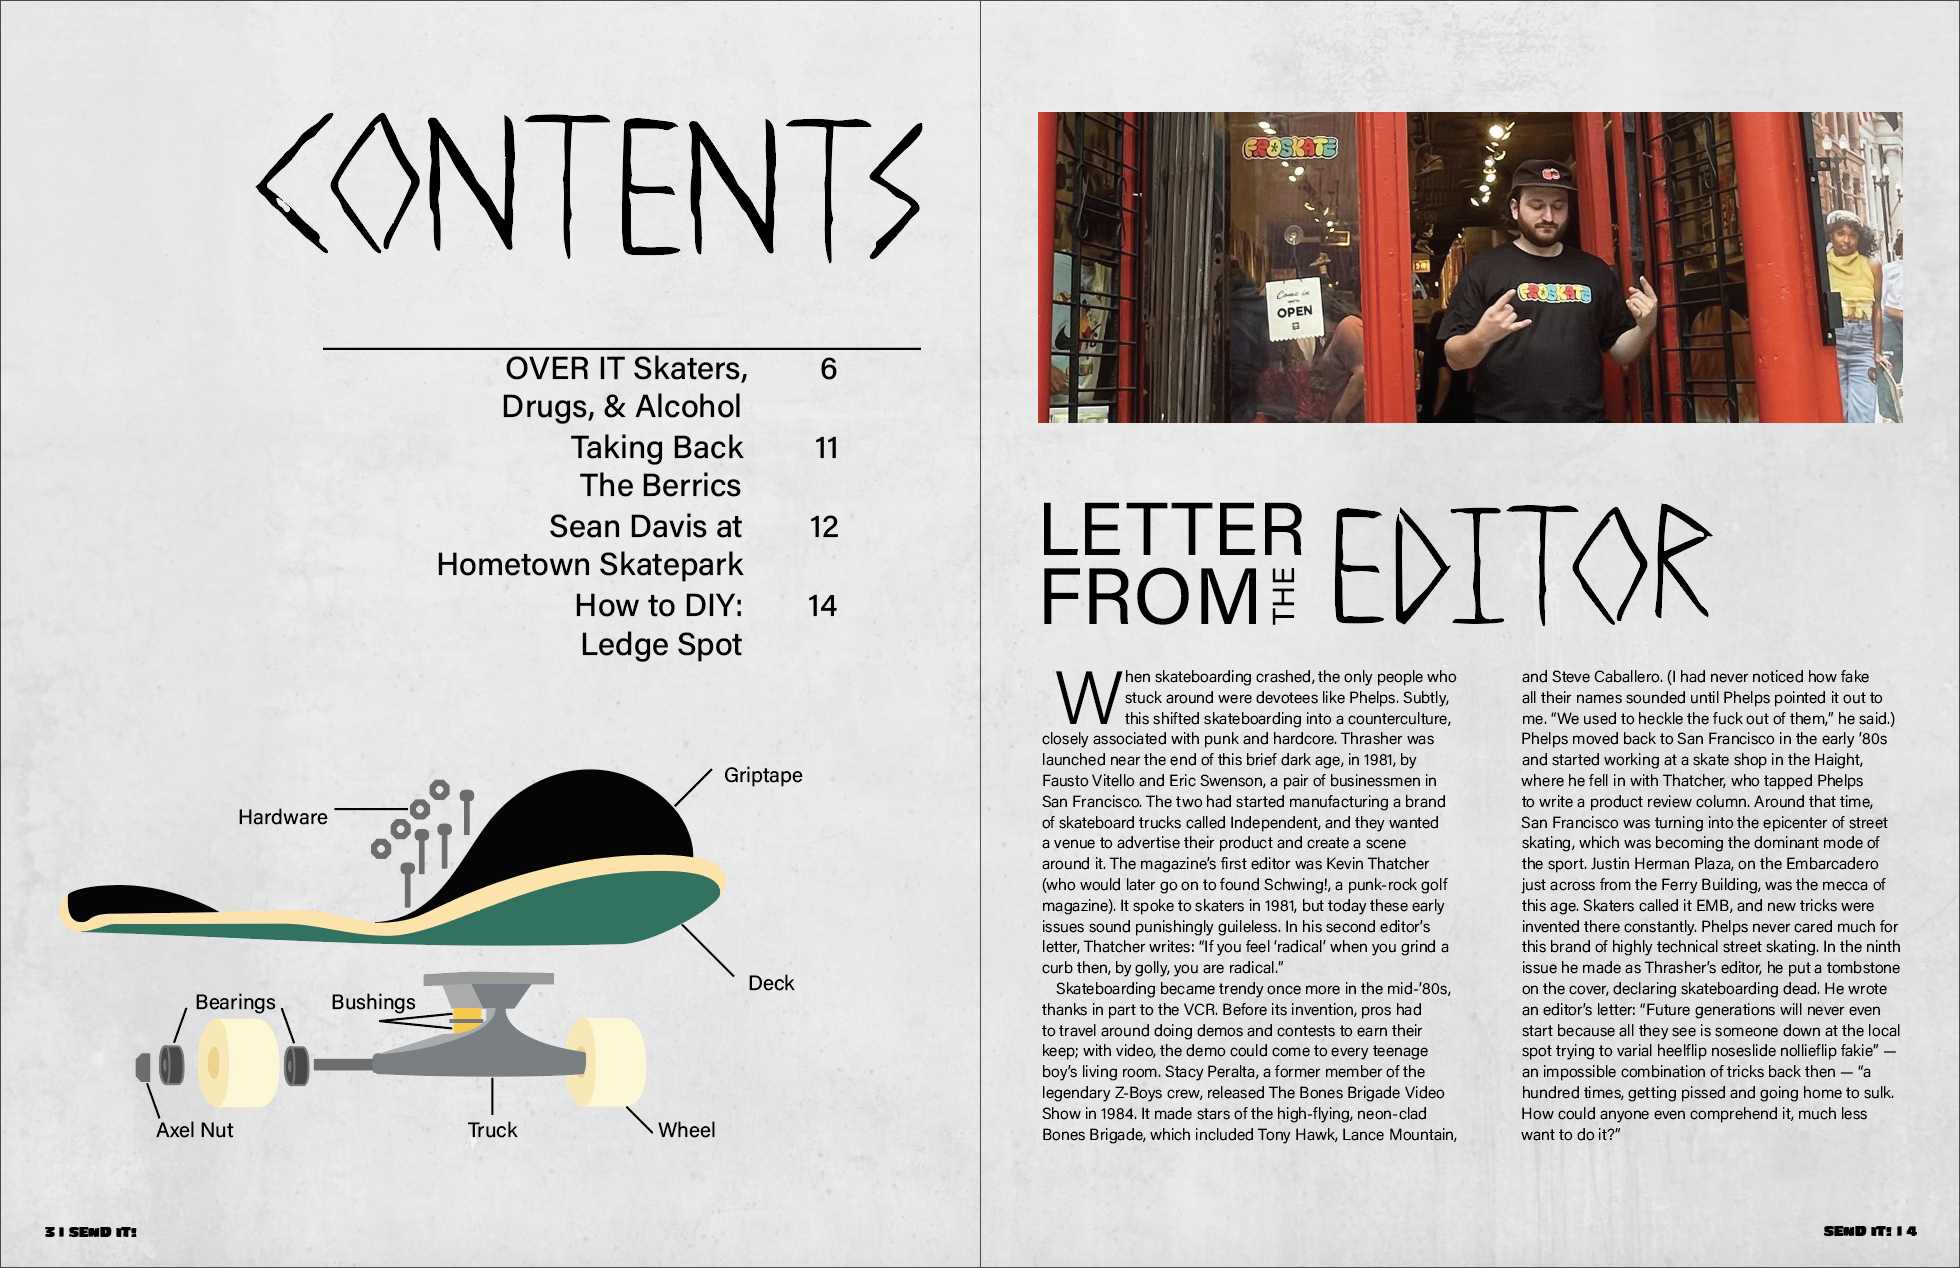 CONTENTS
OVER IT Skaters, 6
Drugs, & Alcohol
Taking Back 11
The Berrics
Sean Davis at 12
Hometown Skatepark
How to DIY: 14
Ledge Spot
Griptape
Hardware
Deck
Bearings
Bushings
Axel Nut
Truck
Wheel
3 | SEND IT!
FROSKATE
Come in
OPEN
FROSKATE
LETTER
FROM THE
EDITOR
When skateboarding crashed, the only people who
stuck around were devotees like Phelps. Subtly,
this shifted skateboarding into a counterculture,
closely associated with punk and hardcore. Thrasher was
launched near the end of this brief dark age, in 1981, by
Fausto Vitello and Eric Swenson, a pair of businessmen in
San Francisco. The two had started manufacturing a brand
of skateboard trucks called Independent, and they wanted
a venue to advertise their product and create a scene
around it. The magazine's first editor was Kevin Thatcher
(who would later go on to found Schwing!, a punk-rock golf
magazine). It spoke to skaters in 1981, but today these early
issues sound punishingly guileless. In his second editor's
letter, Thatcher writes: “If you feel ‘radical’ when you grind a
curb then, by golly, you are radical.”
Skateboarding became trendy once more in the mid-’80s,
thanks in part to the VCR. Before its invention, pros had
to travel around doing demos and contests to earn their
keep; with video, the demo could come to every teenage
boy’s living room. Stacy Peralta, a former member of the
legendary Z-Boys crew, released The Bones Brigade Video
Show in 1984. It made stars of the high-flying, neon-clad
Bones Brigade, which included Tony Hawk, Lance Mountain,
and Steve Caballero. (I had never noticed how fake
all their names sounded until Phelps pointed it out to
me. “We used to heckle the fuck out of them,” he said.)
Phelps moved back to San Francisco in the early ’80s
and started working at a skate shop in the Haight,
where he fell in with Thatcher, who tapped Phelps
to write a product review column. Around that time,
San Francisco was turning into the epicenter of street
skating, which was becoming the dominant mode of
the sport. Justin Herman Plaza, on the Embarcadero
just across from the Ferry Building, was the mecca of
this age. Skaters called it EMB, and new tricks were
invented there constantly. Phelps never cared much for
this brand of highly technical street skating. In the ninth
issue he made as Thrasher’s editor, he put a tombstone
on the cover, declaring skateboarding dead. He wrote
an editor’s letter: “Future generations will never even
start because all they see is someone down at the local
spot trying to varial heelflip noseslide nollieflip fakie” —
an impossible combination of tricks back then — “a
hundred times, getting pissed and going home to sulk.
How could anyone even comprehend it, much less
want to do it?”
SEND IT! | 4